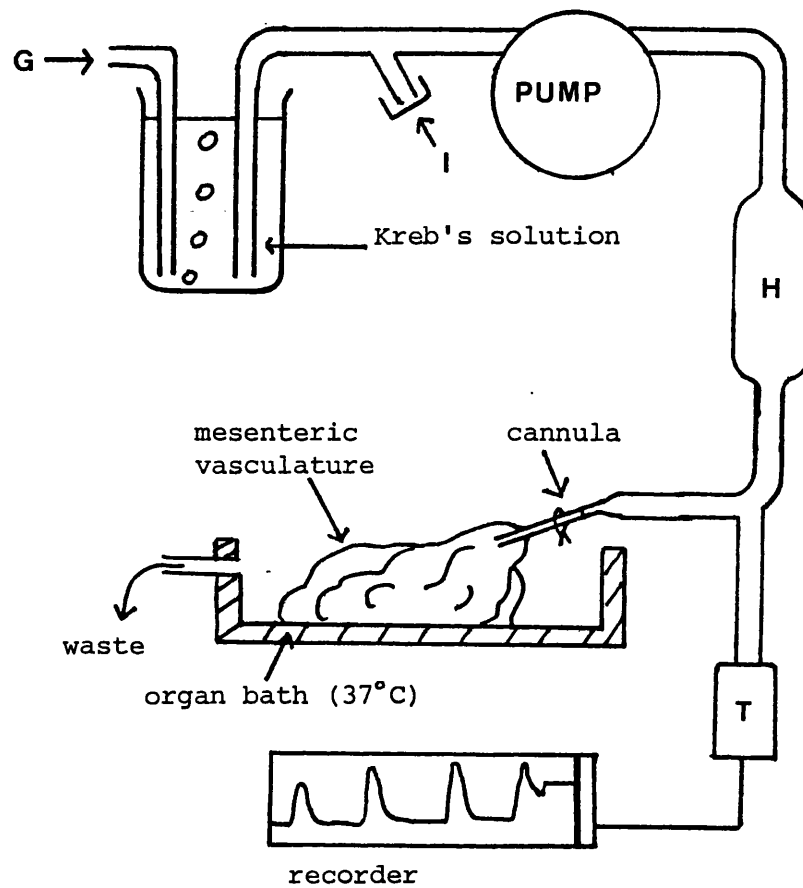 G
PUMP
I
Kreb's solution
H
mesenteric
vasculature
cannula
waste
organ bath (37°C)
T
recorder